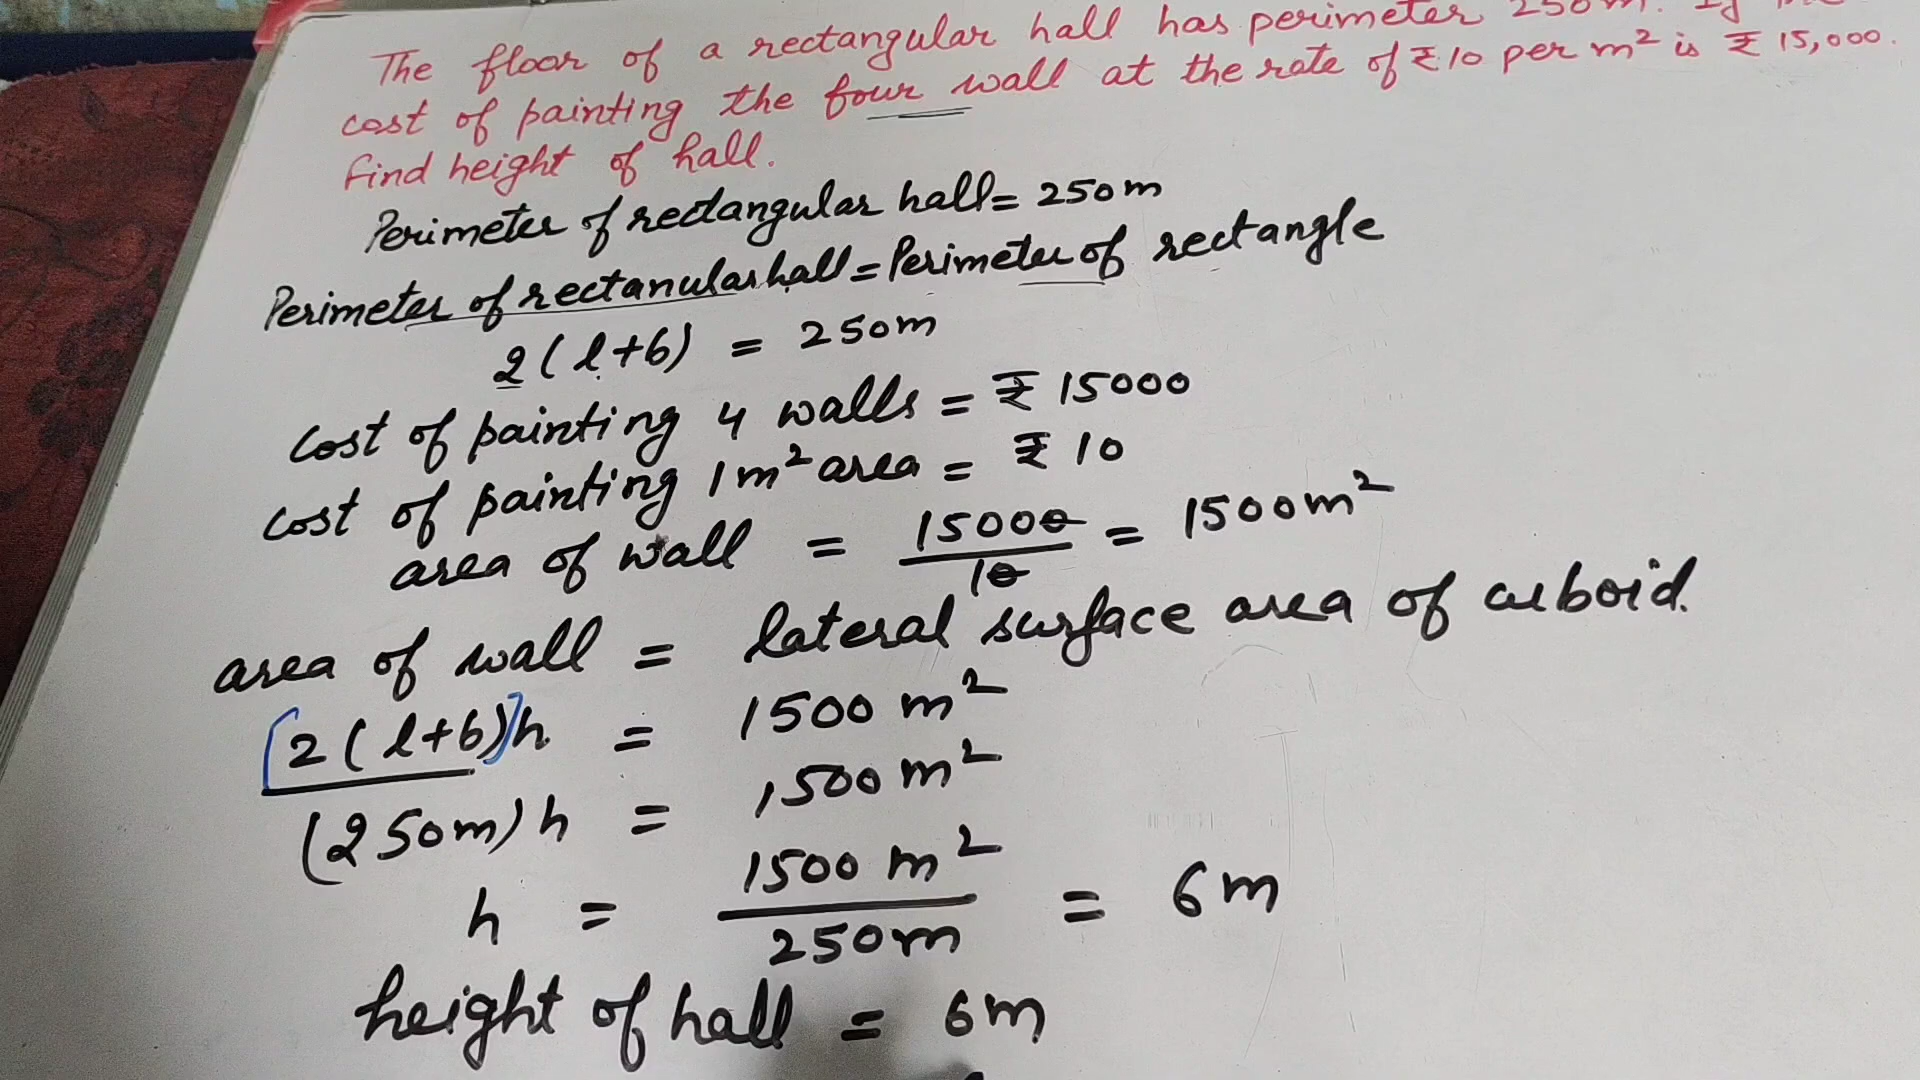 The floor of a rectangular hall has perimeter 250m. If the
cost of painting the four wall at the rate of ₹10 per m² is ₹ 15,000.
find height of hall.
Perimeter of rectangular hall = 250m
Perimeter of rectanular hall = Perimeter of rectangle
2(l+b) = 250m
cost of painting 4 walls = ₹ 15000
cost of painting 1m² area = ₹ 10
area of wall = 15000/10 = 1500m²
area of wall = lateral surface area of cuboid.
[2(l+b)]h = 1500 m²
(250m)h = 1500 m²
h = 1500 m²/250m = 6m
height of hall = 6m